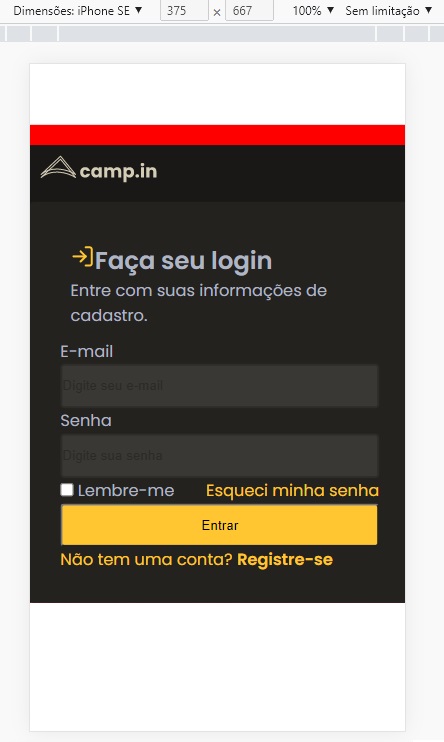 Dimensões: iPhone SE ▼ 375 × 667 100% ▼ Sem limitação ▼
camp.in
Faça seu login
Entre com suas informações de
cadastro.
E-mail
Digite seu e-mail
Senha
Digite sua senha
Lembre-me Esqueci minha senha
Entrar
Não tem uma conta? Registre-se